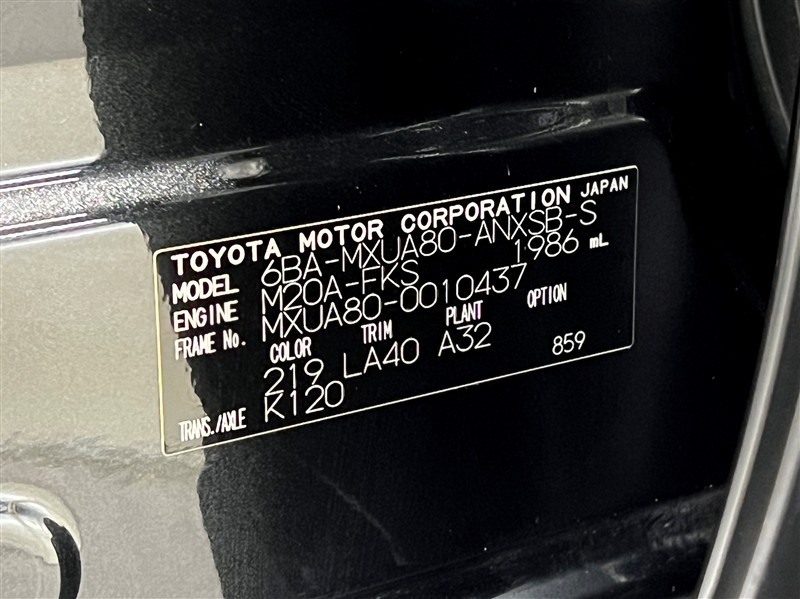 TOYOTA MOTOR CORPORATION JAPAN
MODEL 6BA-MXUA80-ANXSB-S
ENGINE M20A-FKS 1986 mL
FRAME No. MXUA80-0010437
COLOR TRIM PLANT OPTION
219 LA40 A32 859
TRANS./AXLE K120